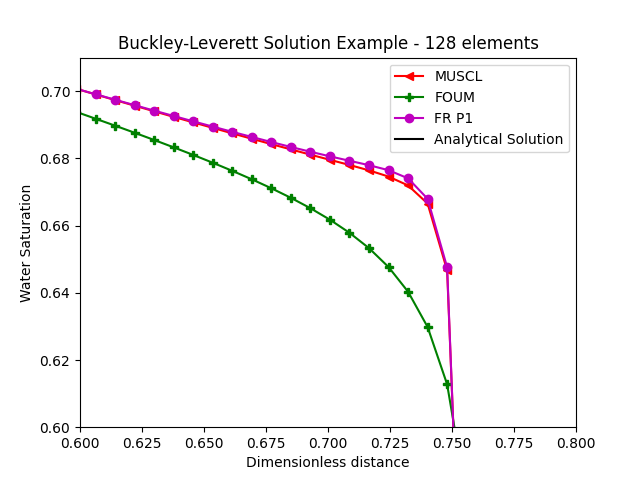 Buckley-Leverett Solution Example - 128 elements
MUSCL
FOUM
FR P1
Analytical Solution
Water Saturation
0.70
0.68
0.66
0.64
0.62
0.60
0.600 0.625 0.650 0.675 0.700 0.725 0.750 0.775 0.800
Dimensionless distance